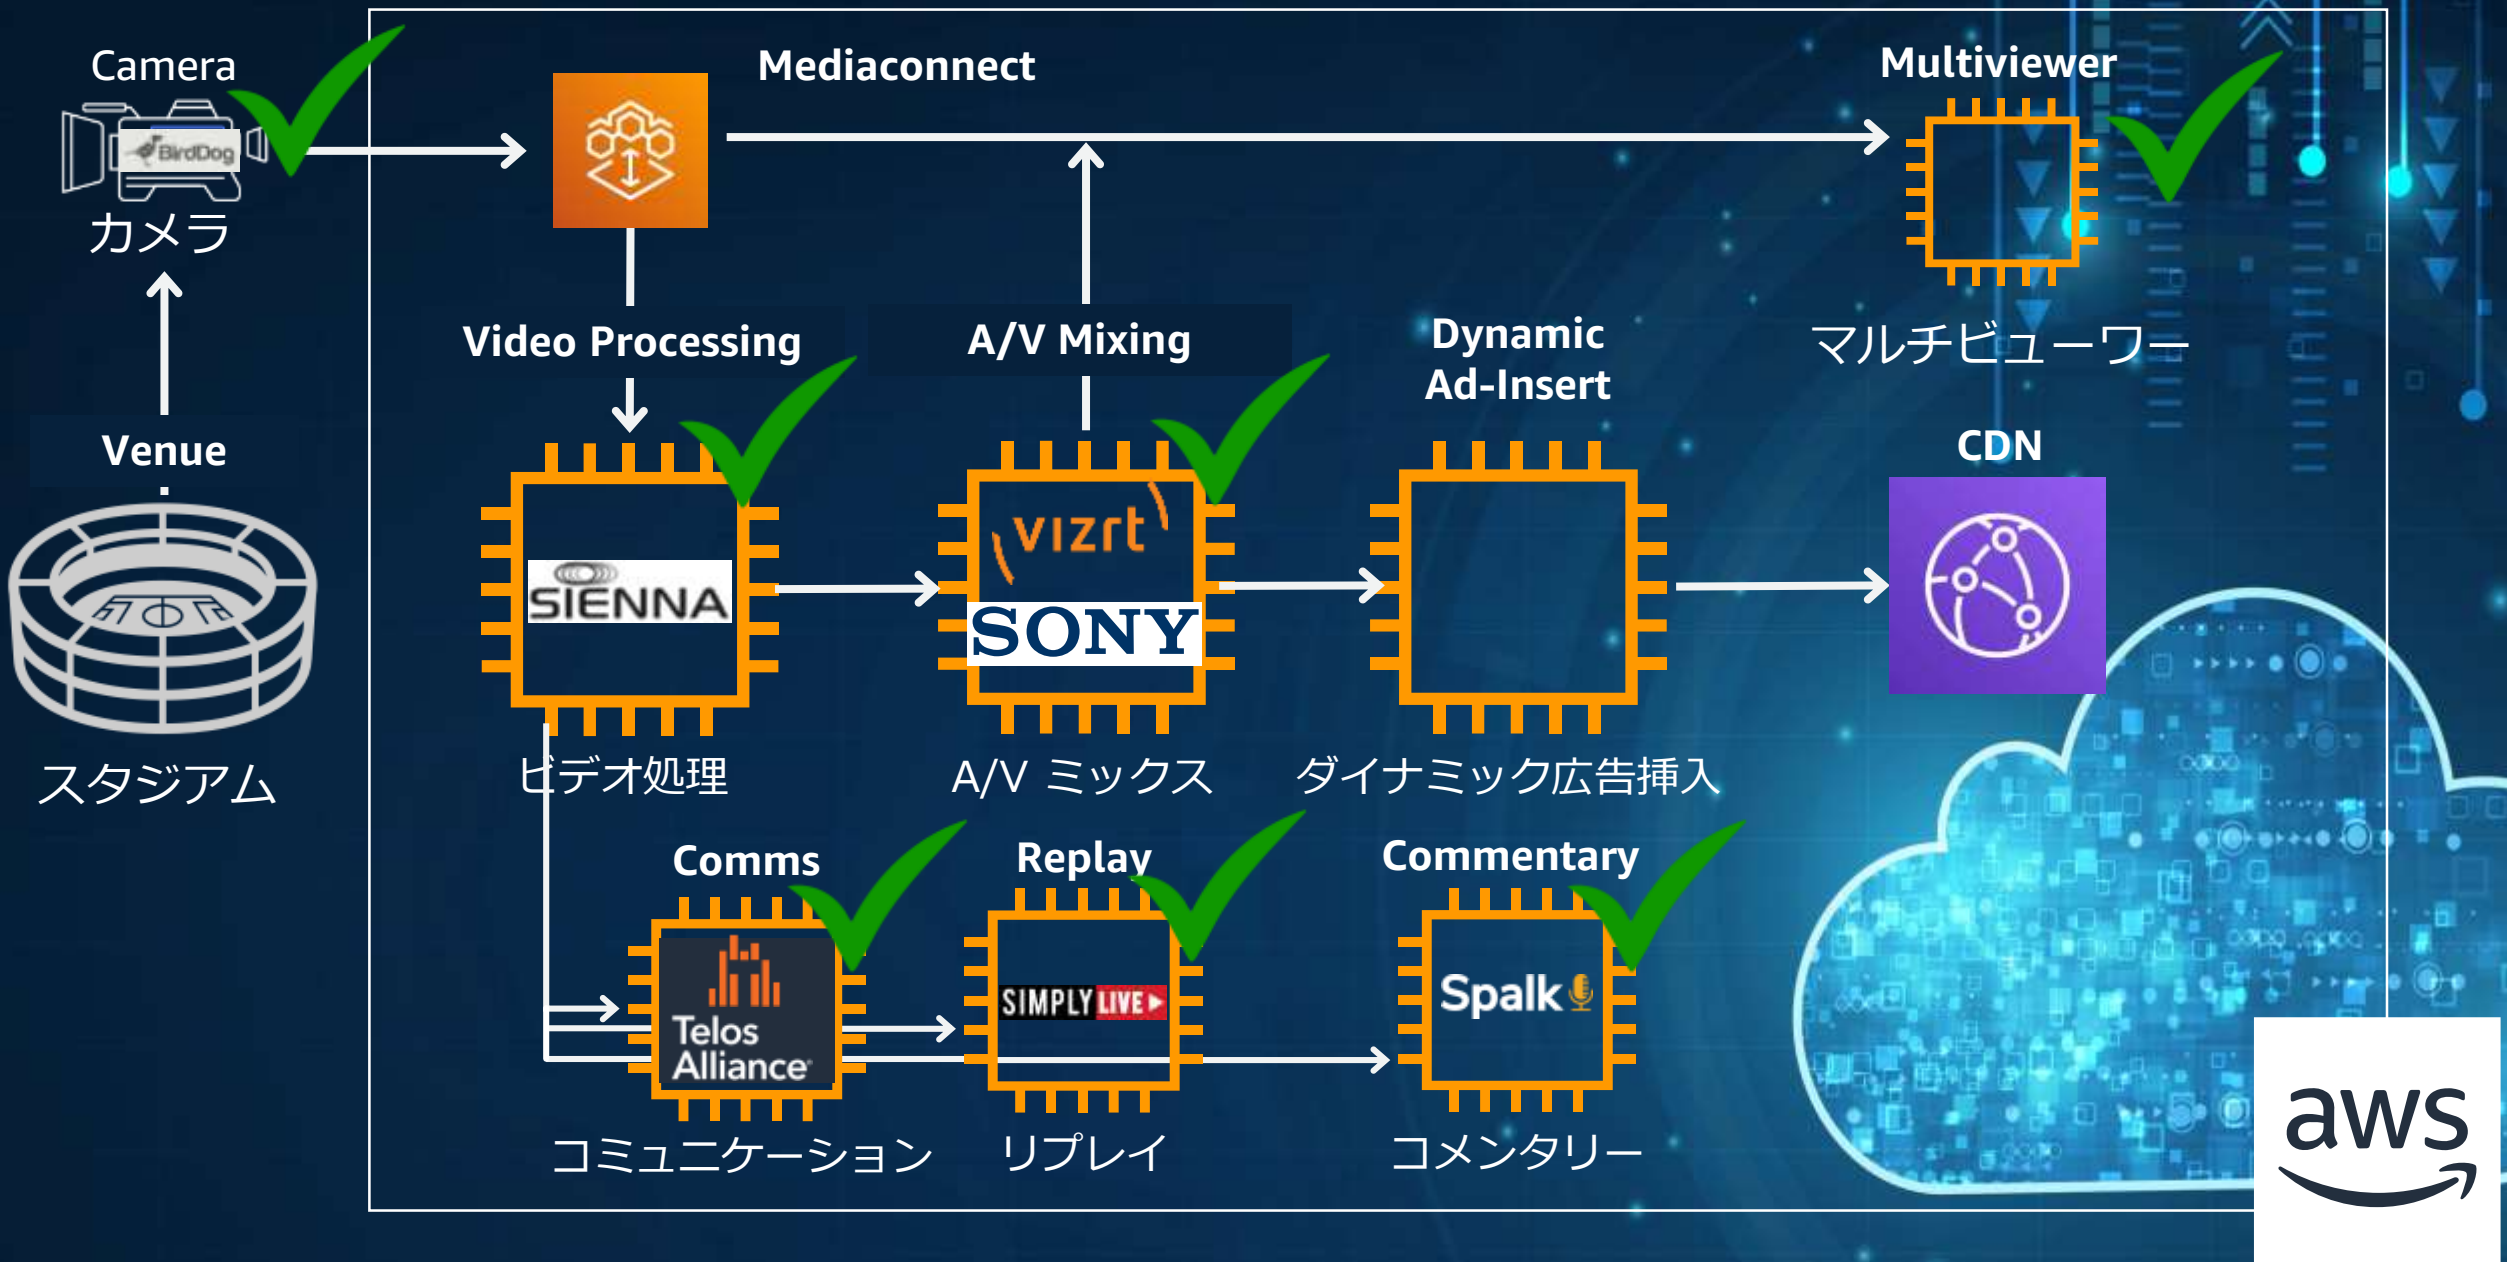 Camera
BirdDog
カメラ
Venue
スタジアム
Mediaconnect
Multiviewer
マルチビューワー
Video Processing
A/V Mixing
Dynamic
Ad-Insert
CDN
SIENNA
vizrt
SONY
ビデオ処理
A/V ミックス
ダイナミック広告挿入
Comms
Replay
Commentary
Telos
Alliance
SIMPLY LIVE
Spalk
コミュニケーション
リプレイ
コメンタリー
aws